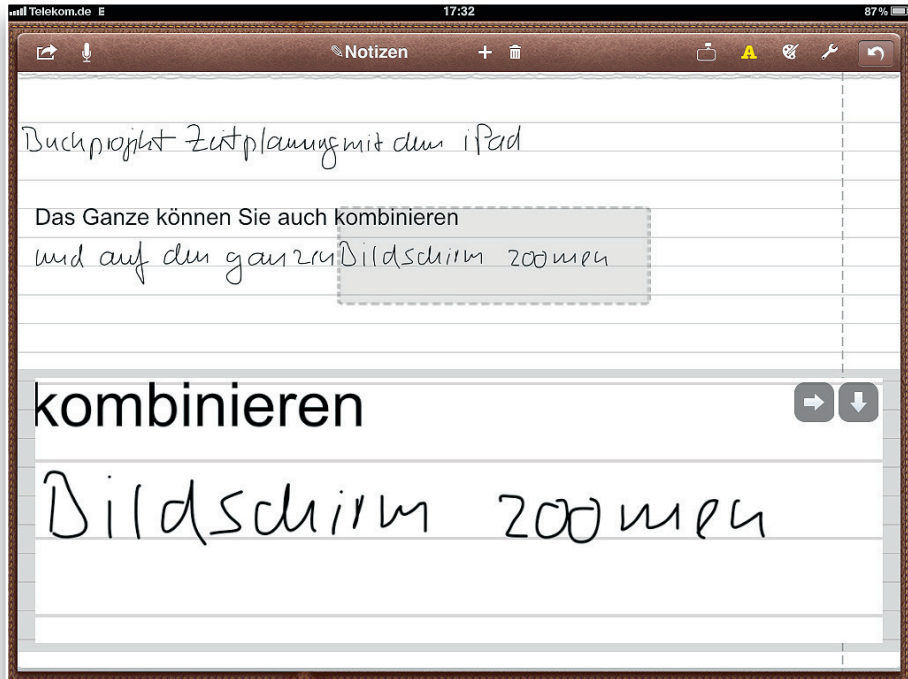 Telekom.de E 17:32 87%
Notizen
Buchprojekt Zeitplanung mit dem iPad
Das Ganze können Sie auch kombinieren
und auf den ganzen Bildschirm zoomen
kombinieren
Bildschirm zoomen